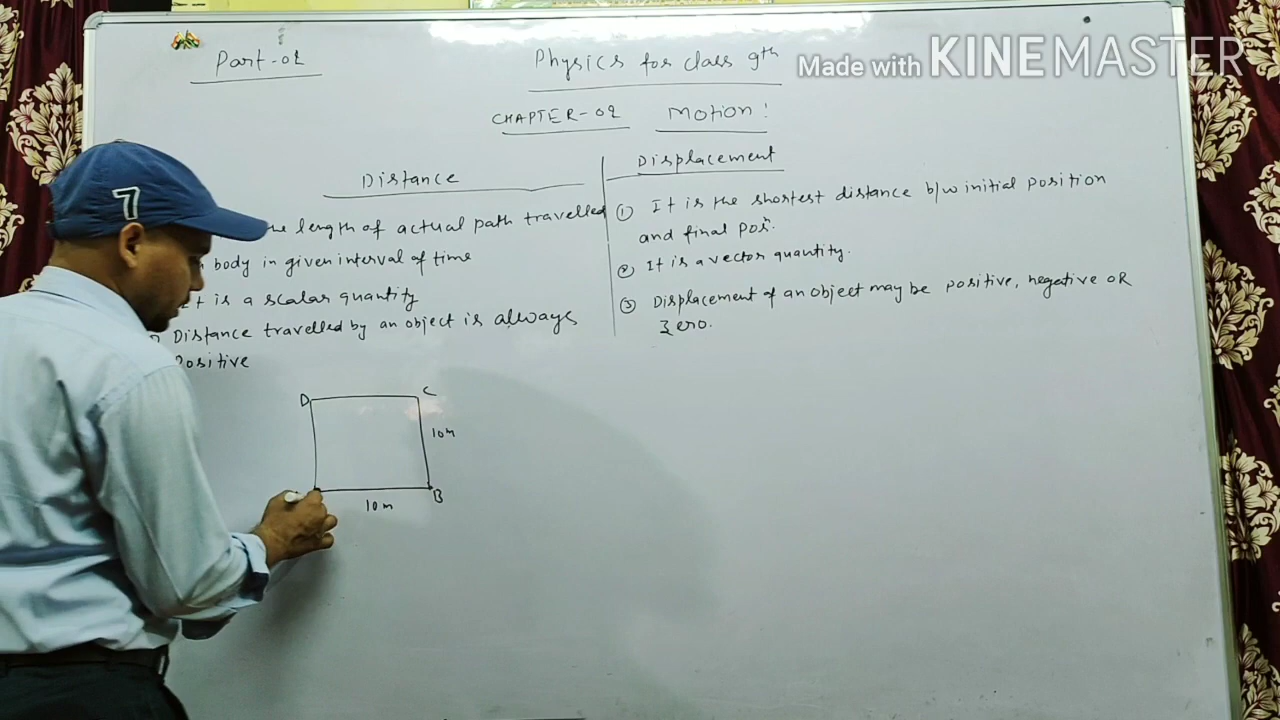 Part-02
Physics for class 9th
Made with KINEMASTER
CHAPTER-02 Motion:
Distance
length of actual path travelled
body in given interval of time
It is a scalar quantity
Distance travelled by an object is always
Positive
Displacement
① It is the shortest distance b/w initial position
and final posn.
② It is a vector quantity.
③ Displacement of an object may be positive, negative OR
Zero.
D C
10m
B
10m
7